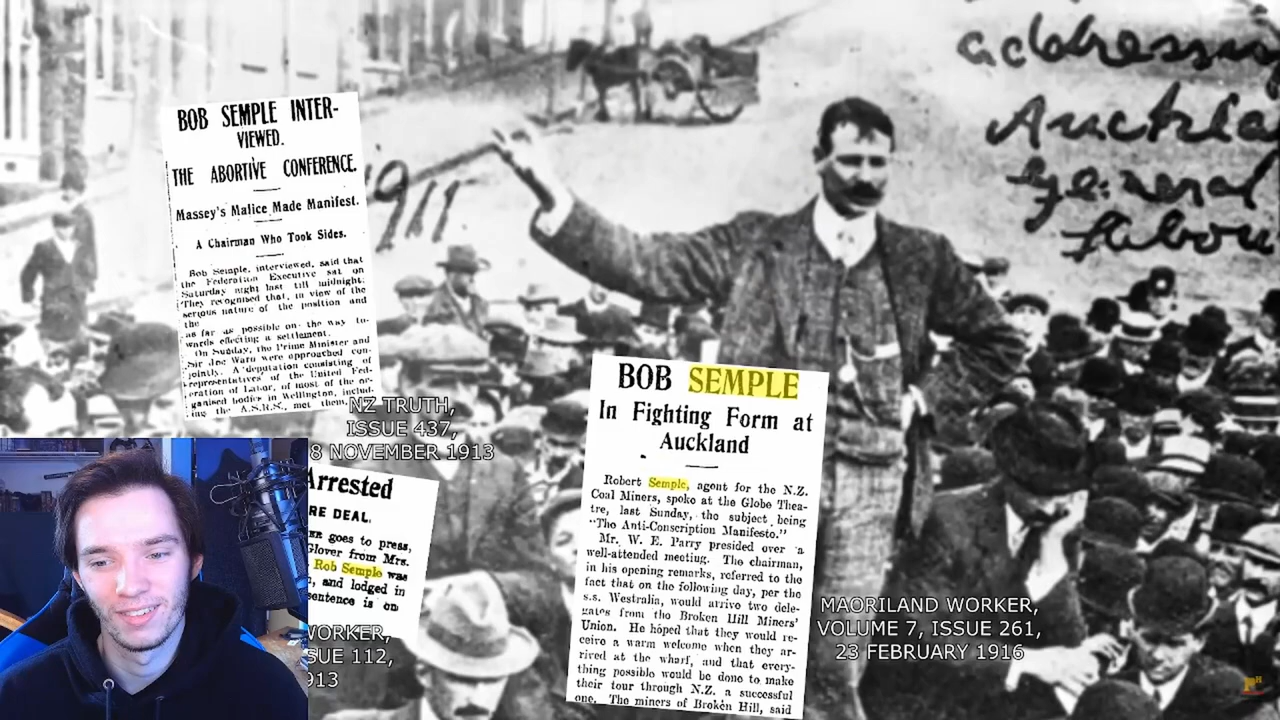 addressing
Auckla
general
labou
1911
BOB SEMPLE INTER-
VIEWED.
THE ABORTIVE CONFERENCE.
Massey's Malice Made Manifest.
A Chairman Who Took Sides.
Bob Semple, interviewed, said that
the Federation Executive sat on
Saturday night last till midnight.
They recognised that, in view of the
serious nature of the position and
the
as far as possible on the way to-
wards effecting a settlement.
On Sunday, the Prime Minister and
Sir Joe Ward were approached con-
jointly. A deputation consisting of
representatives of the United Fed-
eration of Labor, of most of the or-
ganised bodies in Wellington, includ-
ing the A.S.R.S., met them
NZ TRUTH,
ISSUE 437,
8 NOVEMBER 1913
Arrested
RE DEAL.
goes to press,
Glover from Mrs.
Rob Semple was
, and lodged in
sentence is on
WORKER,
SUE 112,
913
BOB SEMPLE
In Fighting Form at
Auckland
Robert Semple, agent for the N.Z.
Coal Miners, spoke at the Globe Thea-
tre, last Sunday, the subject being
"The Anti-Conscription Manifesto."
Mr. W. E. Parry presided over a
well-attended meeting. The chairman,
in his opening remarks, referred to the
fact that on the following day, per the
s.s. Westralia, would arrive two dele-
gates from the Broken Hill Miners'
Union. He hoped that they would re-
ceive a warm welcome when they ar-
rived at the wharf, and that every-
thing possible would be done to make
their tour through N.Z. a successful
one. The miners of Broken Hill, said
MAORILAND WORKER,
VOLUME 7, ISSUE 261,
23 FEBRUARY 1916